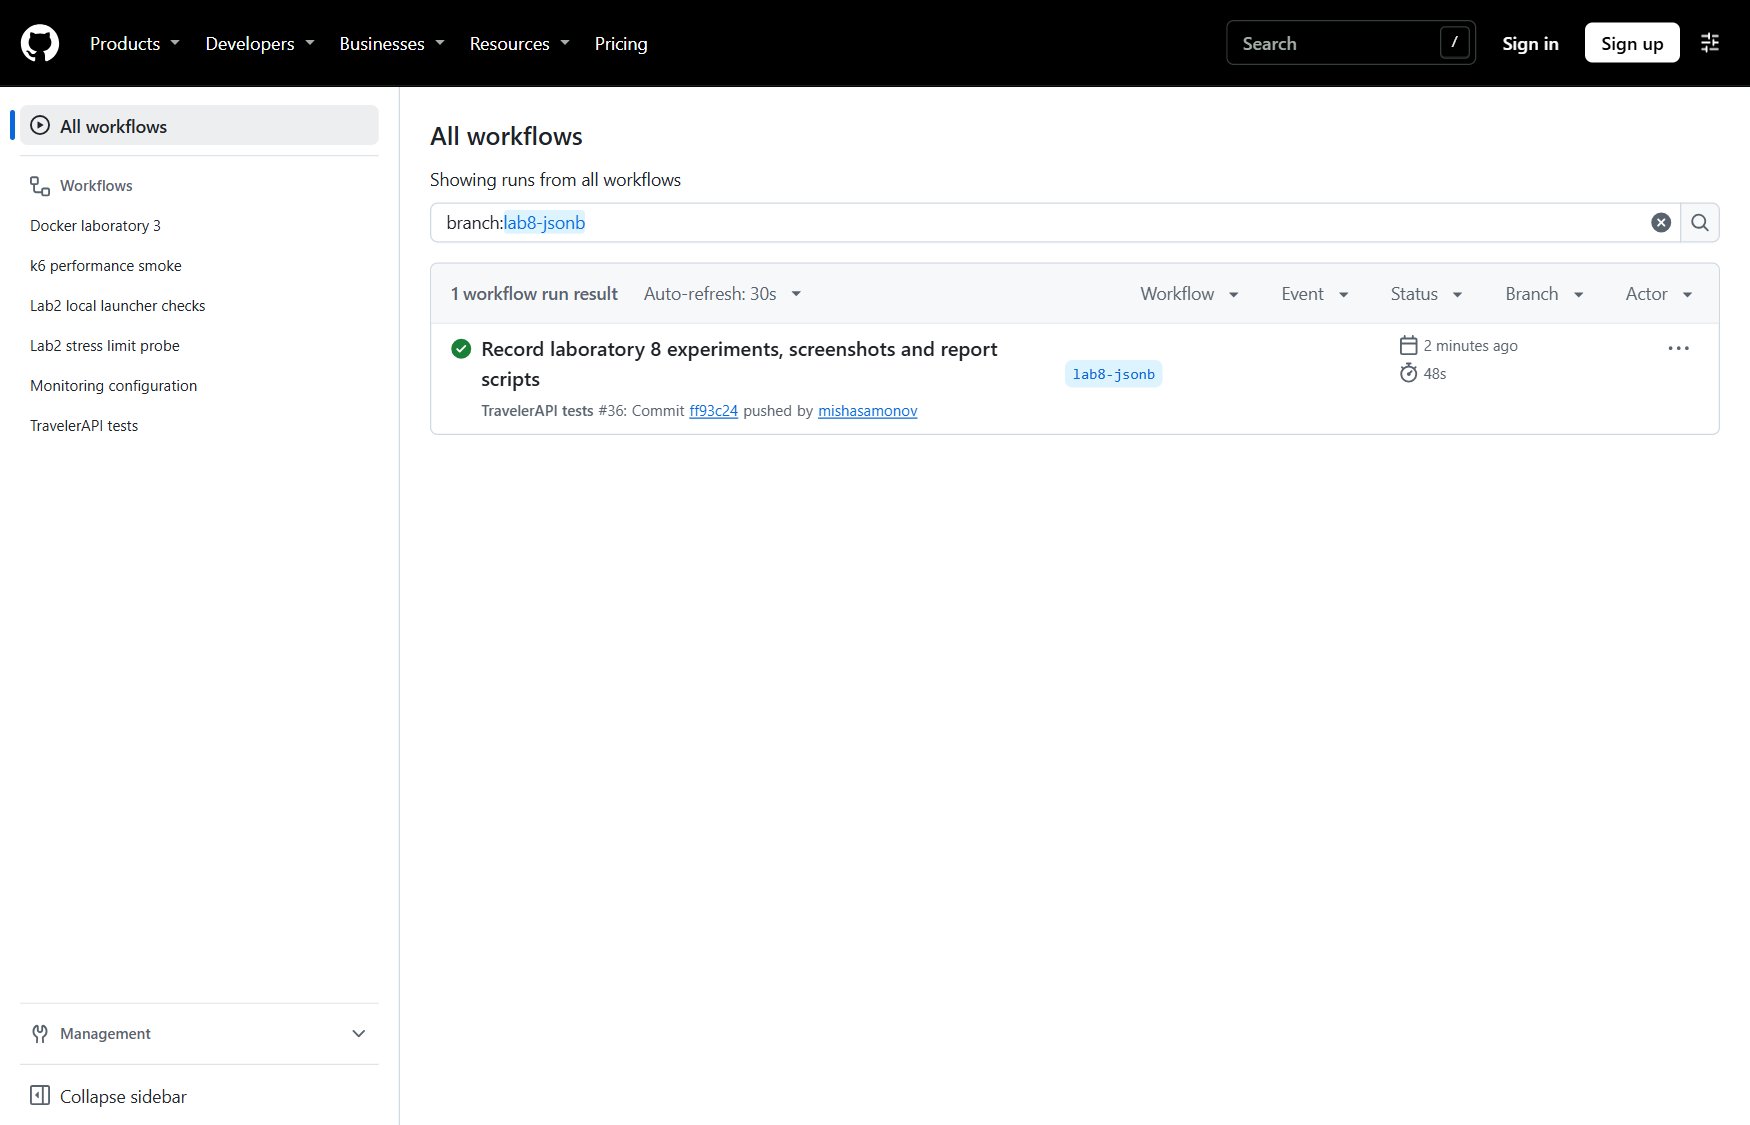 Products
Developers
Businesses
Resources
Pricing
Search
/
Sign in
Sign up
All workflows
Workflows
Docker laboratory 3
k6 performance smoke
Lab2 local launcher checks
Lab2 stress limit probe
Monitoring configuration
TravelerAPI tests
Management
Collapse sidebar
All workflows
Showing runs from all workflows
branch:lab8-jsonb
1 workflow run result
Auto-refresh: 30s
Workflow
Event
Status
Branch
Actor
Record laboratory 8 experiments, screenshots and report
scripts
TravelerAPI tests #36: Commit ff93c24 pushed by mishasamonov
lab8-jsonb
2 minutes ago
48s